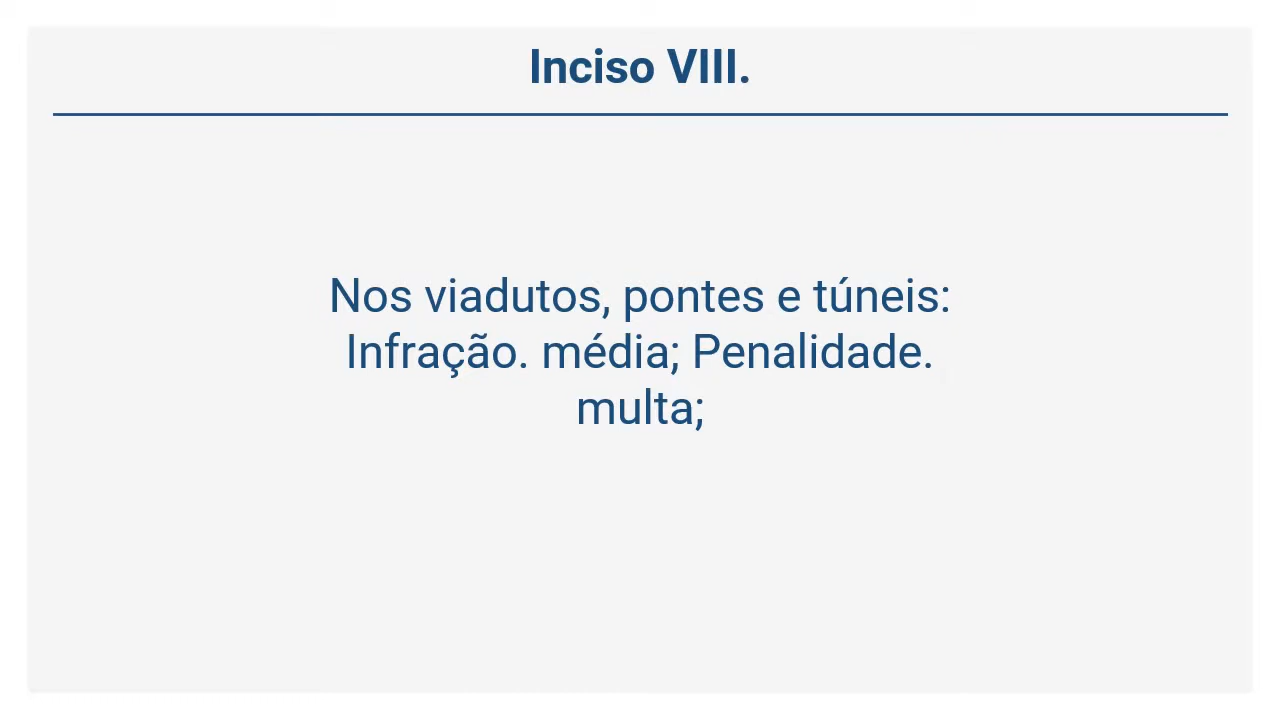 Inciso VIII.
Nos viadutos, pontes e túneis:
Infração. média; Penalidade.
multa;